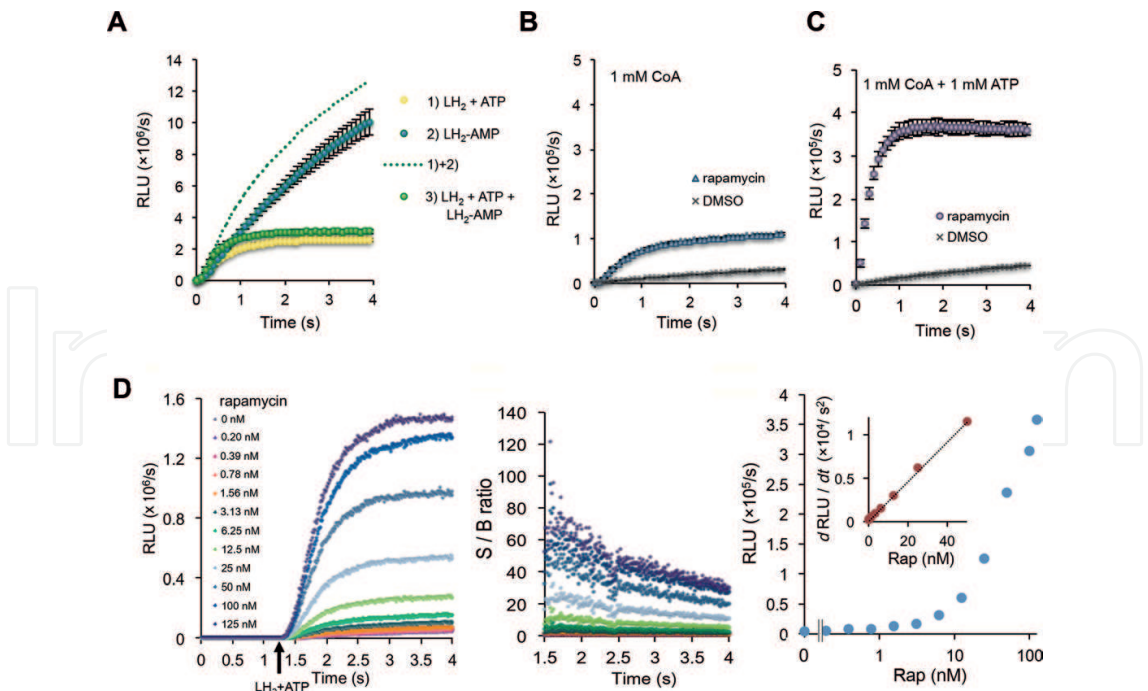 A
RLU (×10⁶/s)
14
12
10
8
6
4
2
0
0 1 2 3 4
Time (s)
1) LH₂ + ATP
2) LH₂-AMP
1)+2)
3) LH₂ + ATP +
LH₂-AMP
B
RLU (×10⁵/s)
5
4
3
2
1
0
0 1 2 3 4
Time (s)
1 mM CoA
rapamycin
DMSO
C
RLU (×10⁵/s)
5
4
3
2
1
0
0 1 2 3 4
Time (s)
1 mM CoA + 1 mM ATP
rapamycin
DMSO
D
RLU (×10⁶/s)
1.6
1.2
0.8
0.4
0
0 0.5 1 1.5 2 2.5 3 3.5 4
LH₂+ATP
Time (s)
rapamycin
0 nM
0.20 nM
0.39 nM
0.78 nM
1.56 nM
3.13 nM
6.25 nM
12.5 nM
25 nM
50 nM
100 nM
125 nM
S / B ratio
140
120
100
80
60
40
20
0
1.5 2 2.5 3 3.5 4
Time (s)
RLU (×10⁵/s)
4
3.5
3
2.5
2
1.5
1
0.5
0
0 1 10 100
Rap (nM)
d RLU / dt (×10⁴/ s²)
1
0.5
0
0 20 40
Rap (nM)